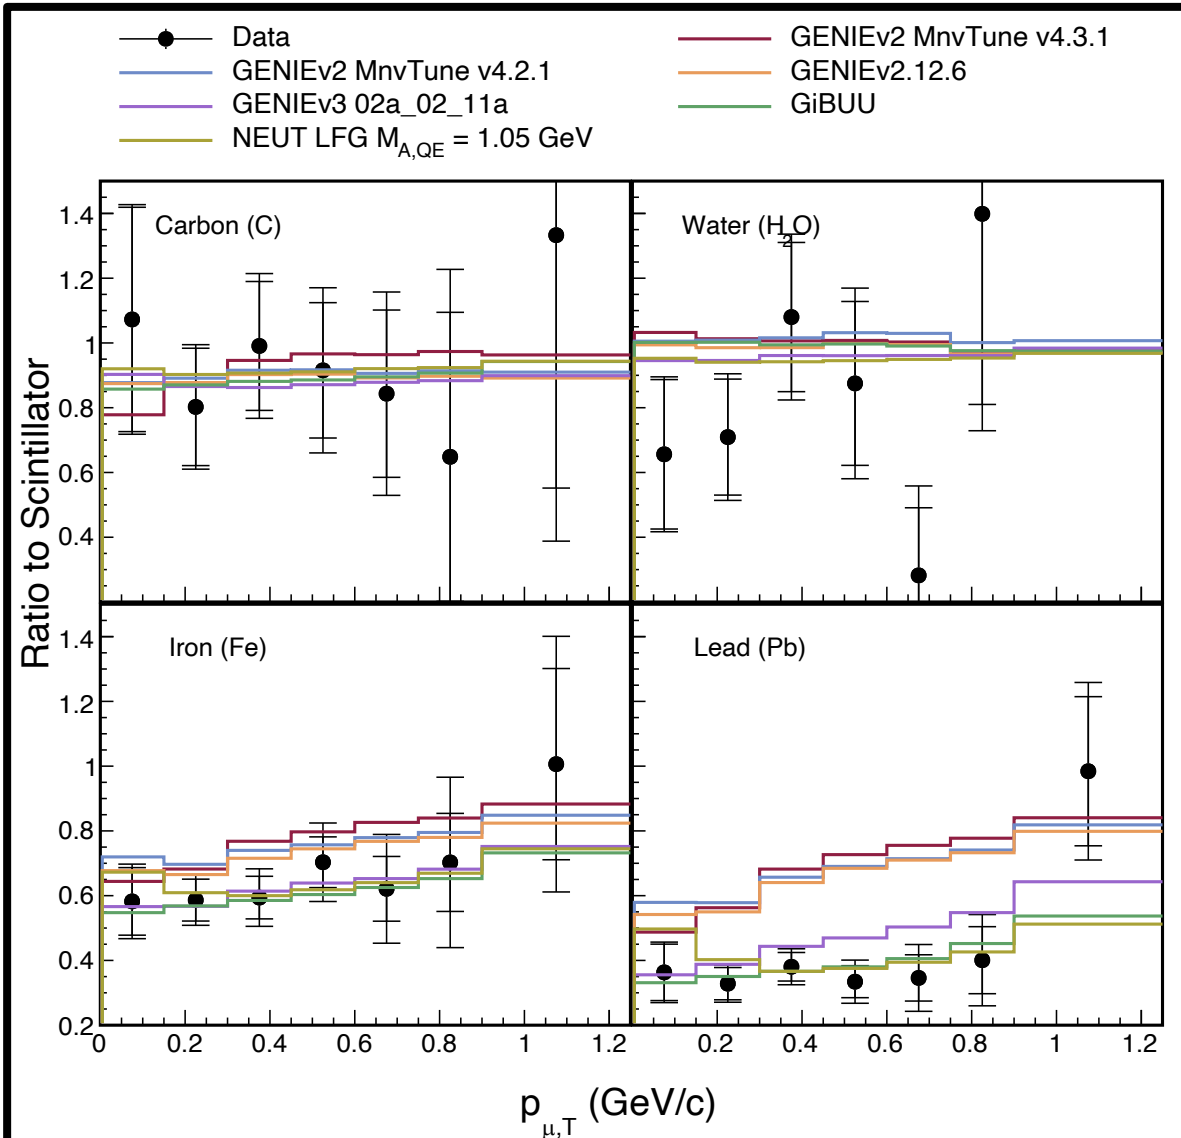 Data
GENIEv2 MnvTune v4.3.1
GENIEv2 MnvTune v4.2.1
GENIEv2.12.6
GENIEv3 02a_02_11a
GiBUU
NEUT LFG M_A,QE = 1.05 GeV
Ratio to Scintillator
Carbon (C)
Water (H2O)
1.4
1.2
1
0.8
0.6
0.4
Iron (Fe)
Lead (Pb)
1.4
1.2
1
0.8
0.6
0.4
0.2
0 0.2 0.4 0.6 0.8 1 1.2
0.2 0.4 0.6 0.8 1 1.2
p_μ,T (GeV/c)